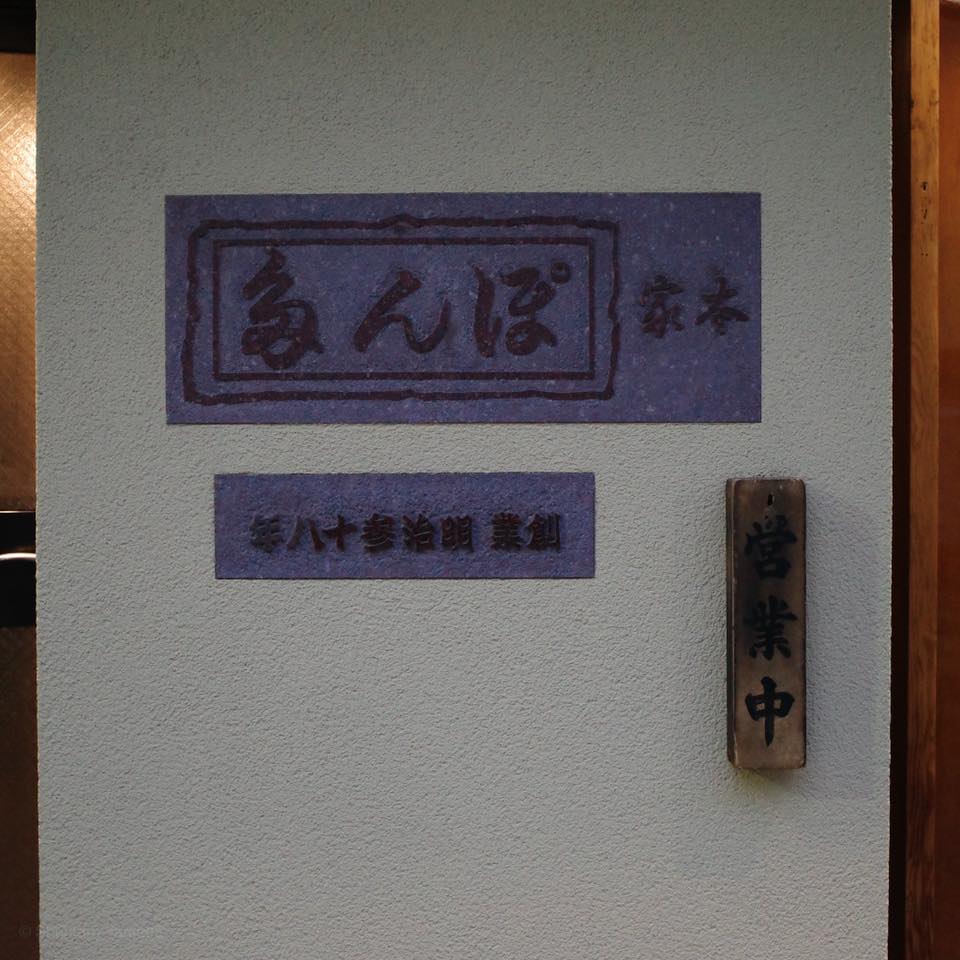 本家 ぽん多
創業 明治参十八年
営業中